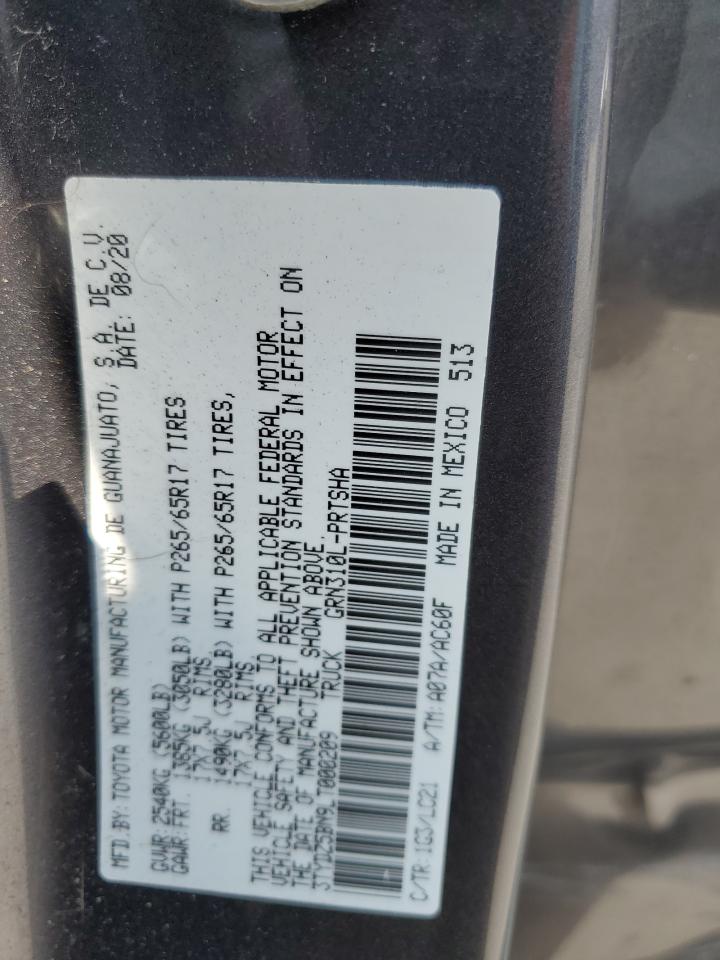 MFD.BY:TOYOTA MOTOR MANUFACTURING DE GUANAJUATO, S.A. DE C.V.
DATE: 08/20
GVWR:2540KG (5600LB)
GAWR:FRT. 1385KG (3050LB) WITH P265/65R17 TIRES
17X7.5J RIMS,
RR. 1490KG (3280LB) WITH P265/65R17 TIRES,
17X7.5J RIMS
THIS VEHICLE CONFORMS TO ALL APPLICABLE FEDERAL MOTOR
VEHICLE SAFETY AND THEFT PREVENTION STANDARDS IN EFFECT ON
THE DATE OF MANUFACTURE SHOWN ABOVE.
3TYDZ5BN9LT000209 TRUCK GRN310L-PRTSHA
C/TR:1G3/LC21 A/TM:A07A/AC60F MADE IN MEXICO 513